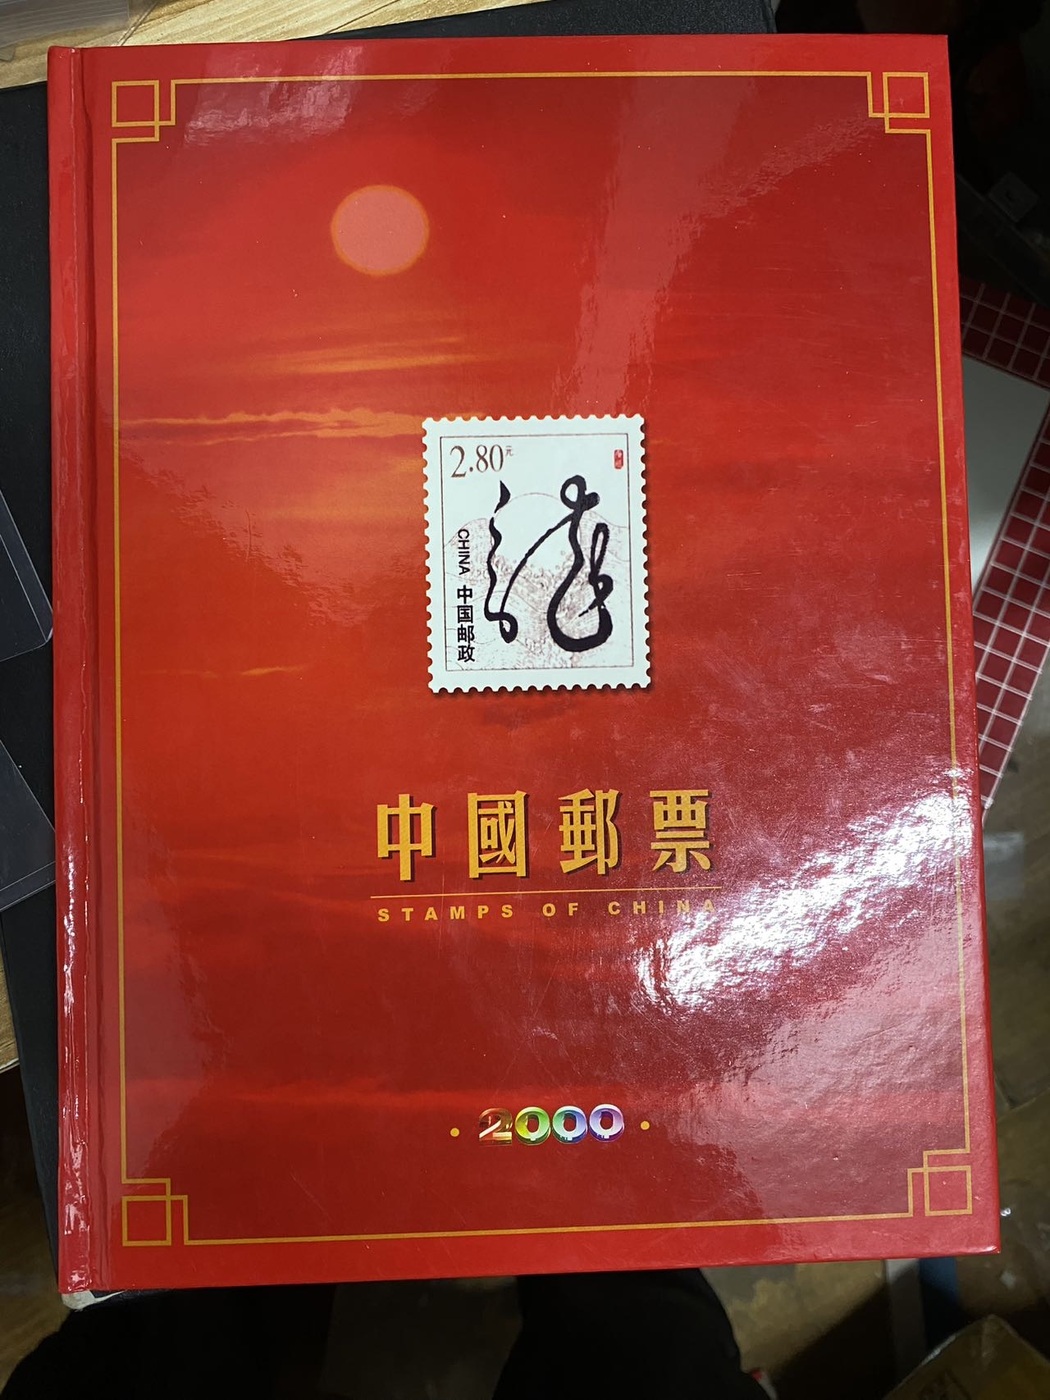 2.80元
龍
CHINA 中国邮政
中國郵票
STAMPS OF CHINA
·2000·